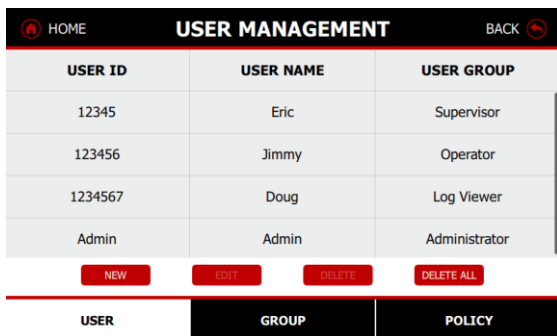 HOME USER MANAGEMENT BACK
USER ID USER NAME USER GROUP
12345 Eric Supervisor
123456 Jimmy Operator
1234567 Doug Log Viewer
Admin Admin Administrator
NEW EDIT DELETE DELETE ALL
USER GROUP POLICY